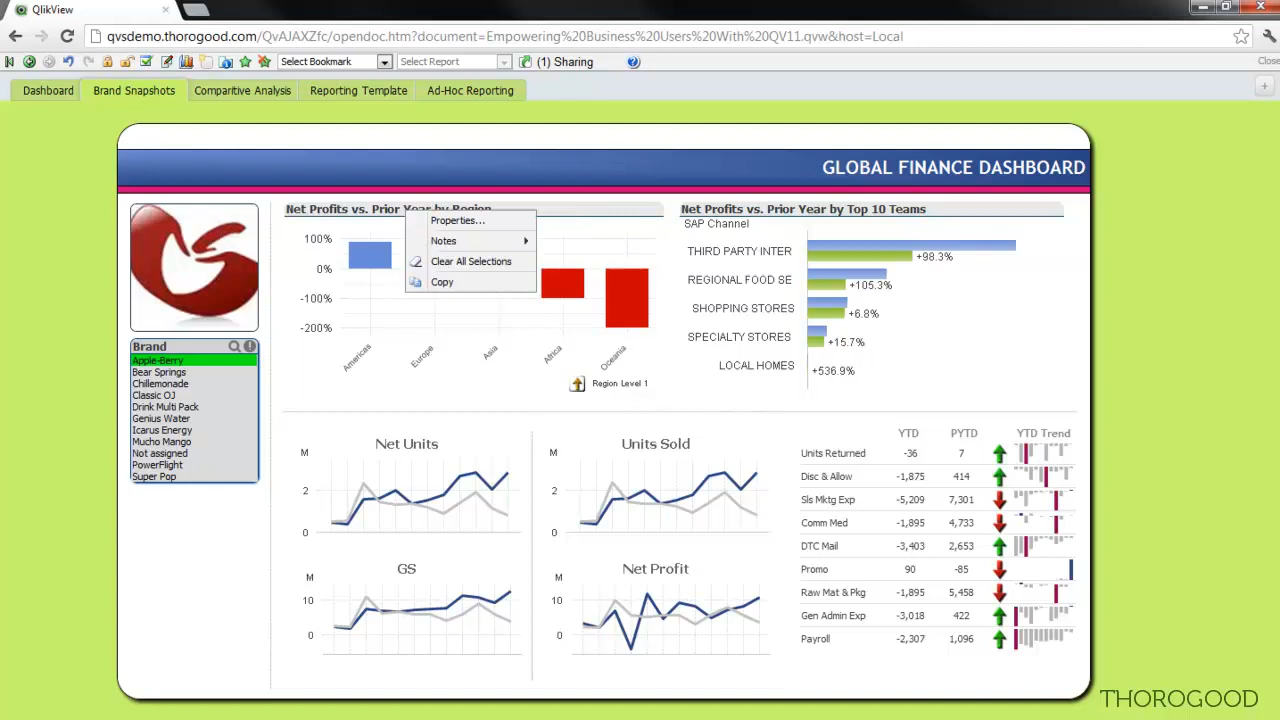 QlikView
qvsdemo.thorogood.com/QvAJAXZfc/opendoc.htm?document=Empowering%20Business%20Users%20With%20QV11.qvw&host=Local
Select Bookmark Select Report (1) Sharing Close
Dashboard Brand Snapshots Comparitive Analysis Reporting Template Ad-Hoc Reporting
GLOBAL FINANCE DASHBOARD
Net Profits vs. Prior Year by Region
Properties...
Notes
Clear All Selections
Copy
100%
0%
-100%
-200%
Americas
Europe
Asia
Africa
Oceania
Region Level 1
Net Profits vs. Prior Year by Top 10 Teams
SAP Channel
THIRD PARTY INTER +98.3%
REGIONAL FOOD SE +105.3%
SHOPPING STORES +6.8%
SPECIALTY STORES +15.7%
LOCAL HOMES +536.9%
Brand
Apple-Berry
Bear Springs
Chillemonade
Classic OJ
Drink Multi Pack
Genius Water
Icarus Energy
Mucho Mango
Not assigned
PowerFlight
Super Pop
Net Units
M
2
0
Units Sold
M
2
0
GS
M
10
0
Net Profit
M
10
0
YTD PYTD YTD Trend
Units Returned -36 7
Disc & Allow -1,875 414
Sls Mktg Exp -5,209 7,301
Comm Med -1,895 4,733
DTC Mail -3,403 2,653
Promo 90 -85
Raw Mat & Pkg -1,895 5,458
Gen Admin Exp -3,018 422
Payroll -2,307 1,096
THOROGOOD